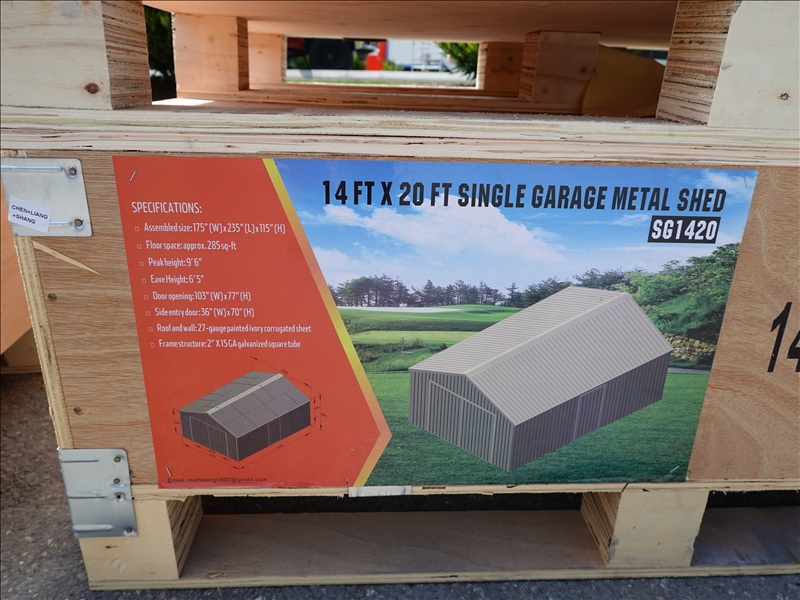 CHEN+LIANG
+SHANG
14 FT X 20 FT SINGLE GARAGE METAL SHED
SG1420
SPECIFICATIONS:
Assembled size: 175" (W) x 235" (L) x 115" (H)
Floor space: approx. 285 sq-ft
Peak height: 9' 6"
Eave Height: 6' 5"
Door opening: 103" (W) x 77" (H)
Side entry door: 36" (W) x 70" (H)
Roof and wall: 27-gauge painted ivory corrugated sheet
Frame structure: 2" X 15 GA galvanized square tube
14